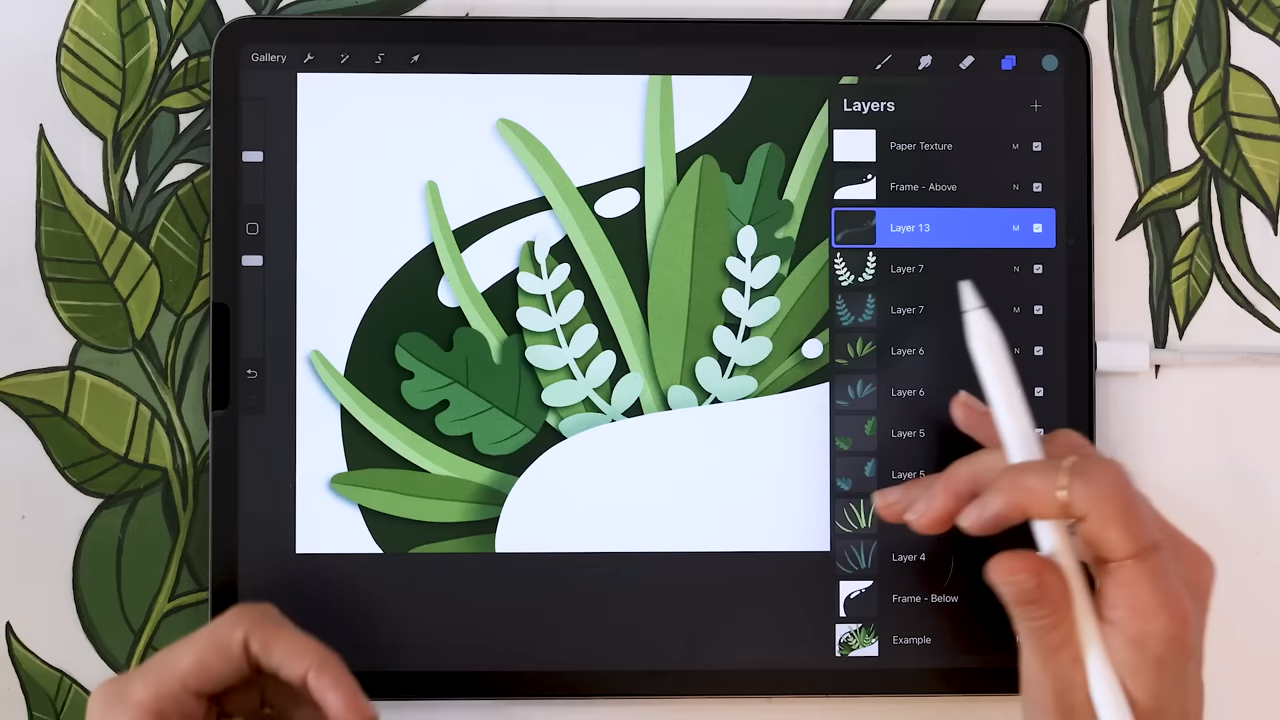 Gallery
Layers
Paper Texture M
Frame - Above N
Layer 13 M
Layer 7 N
Layer 7 M
Layer 6 N
Layer 6
Layer 5
Layer 5
Layer 4
Frame - Below
Example